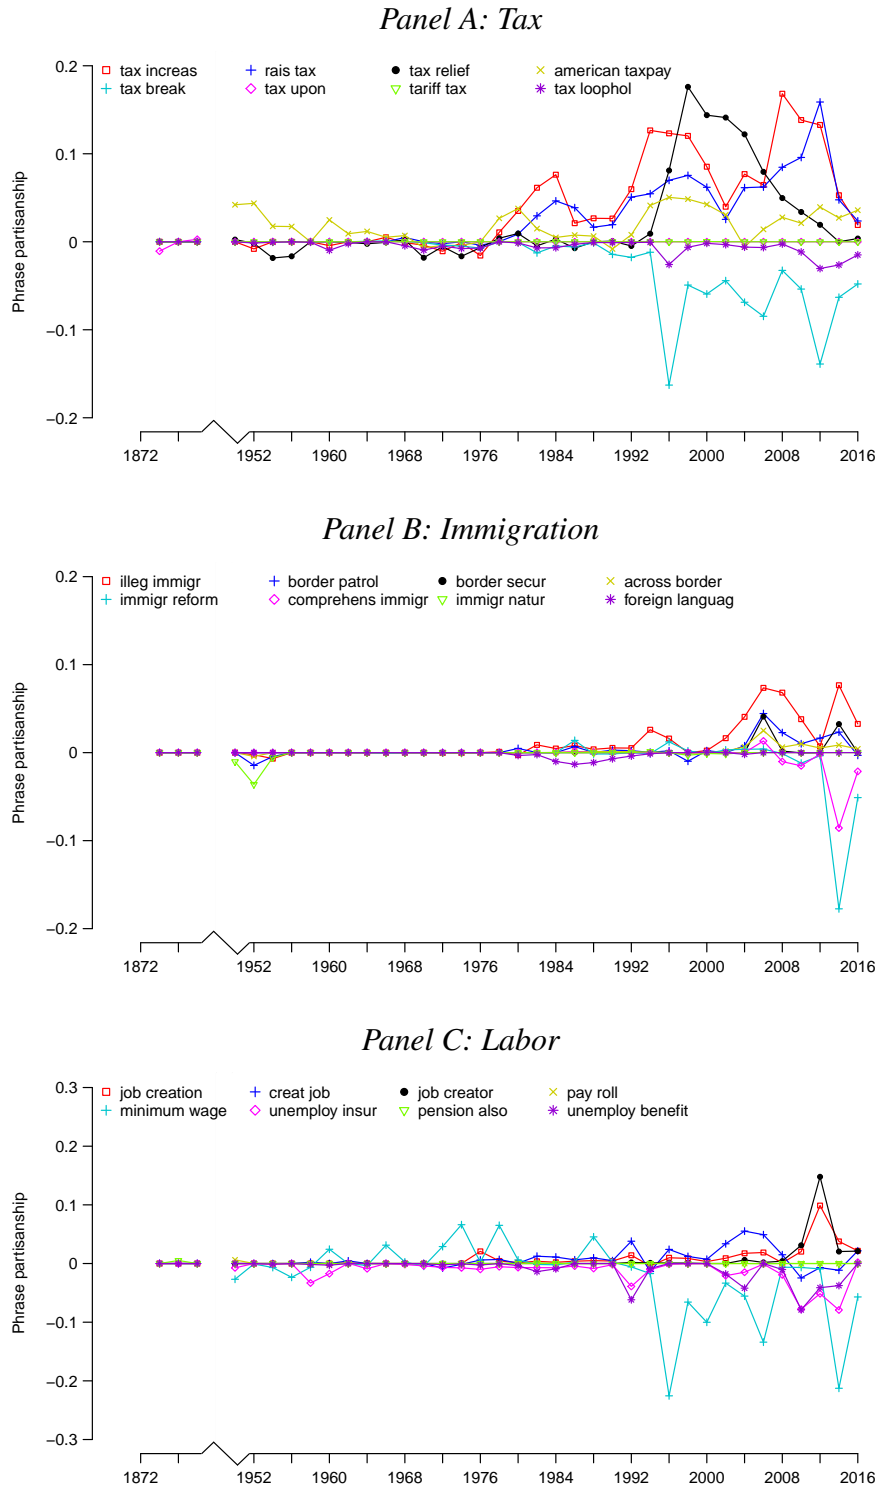 Panel A: Tax
tax increas rais tax tax relief american taxpay
tax break tax upon tariff tax tax loophol
Phrase partisanship
0.2
0.1
0
−0.1
−0.2
1872 1952 1960 1968 1976 1984 1992 2000 2008 2016
Panel B: Immigration
illeg immigr border patrol border secur across border
immigr reform comprehens immigr immigr natur foreign languag
Phrase partisanship
0.2
0.1
0
−0.1
−0.2
1872 1952 1960 1968 1976 1984 1992 2000 2008 2016
Panel C: Labor
job creation creat job job creator pay roll
minimum wage unemploy insur pension also unemploy benefit
Phrase partisanship
0.3
0.2
0.1
0
−0.1
−0.2
−0.3
1872 1952 1960 1968 1976 1984 1992 2000 2008 2016